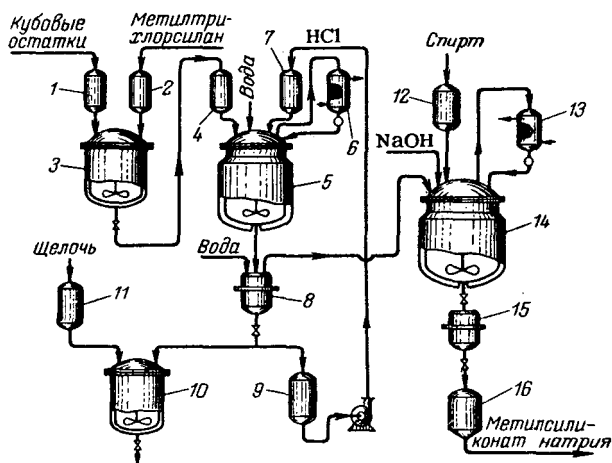 Кубовые
остатки
Метилтри-
хлорсилан
HCl
Спирт
1
2
4
Вода
7
6
12
13
NaOH
3
5
14
Щелочь
Вода
8
11
15
10
9
16
Метилсили-
конат натрия